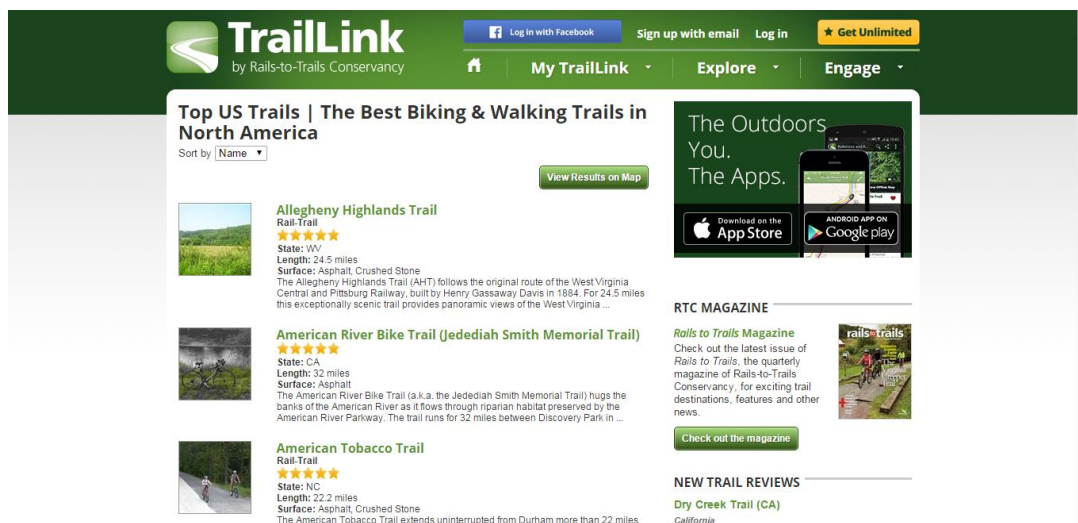 TrailLink
by Rails-to-Trails Conservancy
Log in with Facebook
Sign up with email
Log in
★ Get Unlimited
My TrailLink
Explore
Engage
Top US Trails | The Best Biking & Walking Trails in
North America
Sort by Name
View Results on Map
Allegheny Highlands Trail
Rail-Trail
State: WV
Length: 24.5 miles
Surface: Asphalt, Crushed Stone
The Allegheny Highlands Trail (AHT) follows the original route of the West Virginia
Central and Pittsburg Railway, built by Henry Gassaway Davis in 1884. For 24.5 miles
this exceptionally scenic trail provides panoramic views of the West Virginia ...
American River Bike Trail (Jedediah Smith Memorial Trail)
State: CA
Length: 32 miles
Surface: Asphalt
The American River Bike Trail (a.k.a. the Jedediah Smith Memorial Trail) hugs the
banks of the American River as it flows through riparian habitat preserved by the
American River Parkway. The trail runs for 32 miles between Discovery Park in ...
American Tobacco Trail
Rail-Trail
State: NC
Length: 22.2 miles
Surface: Asphalt, Crushed Stone
The American Tobacco Trail extends uninterrupted from Durham more than 22 miles
The Outdoors.
You.
The Apps.
Download on the
App Store
ANDROID APP ON
Google play
RTC MAGAZINE
Rails to Trails Magazine
Check out the latest issue of
Rails to Trails, the quarterly
magazine of Rails-to-Trails
Conservancy, for exciting trail
destinations, features and other
news.
rails to trails
Check out the magazine
NEW TRAIL REVIEWS
Dry Creek Trail (CA)
California